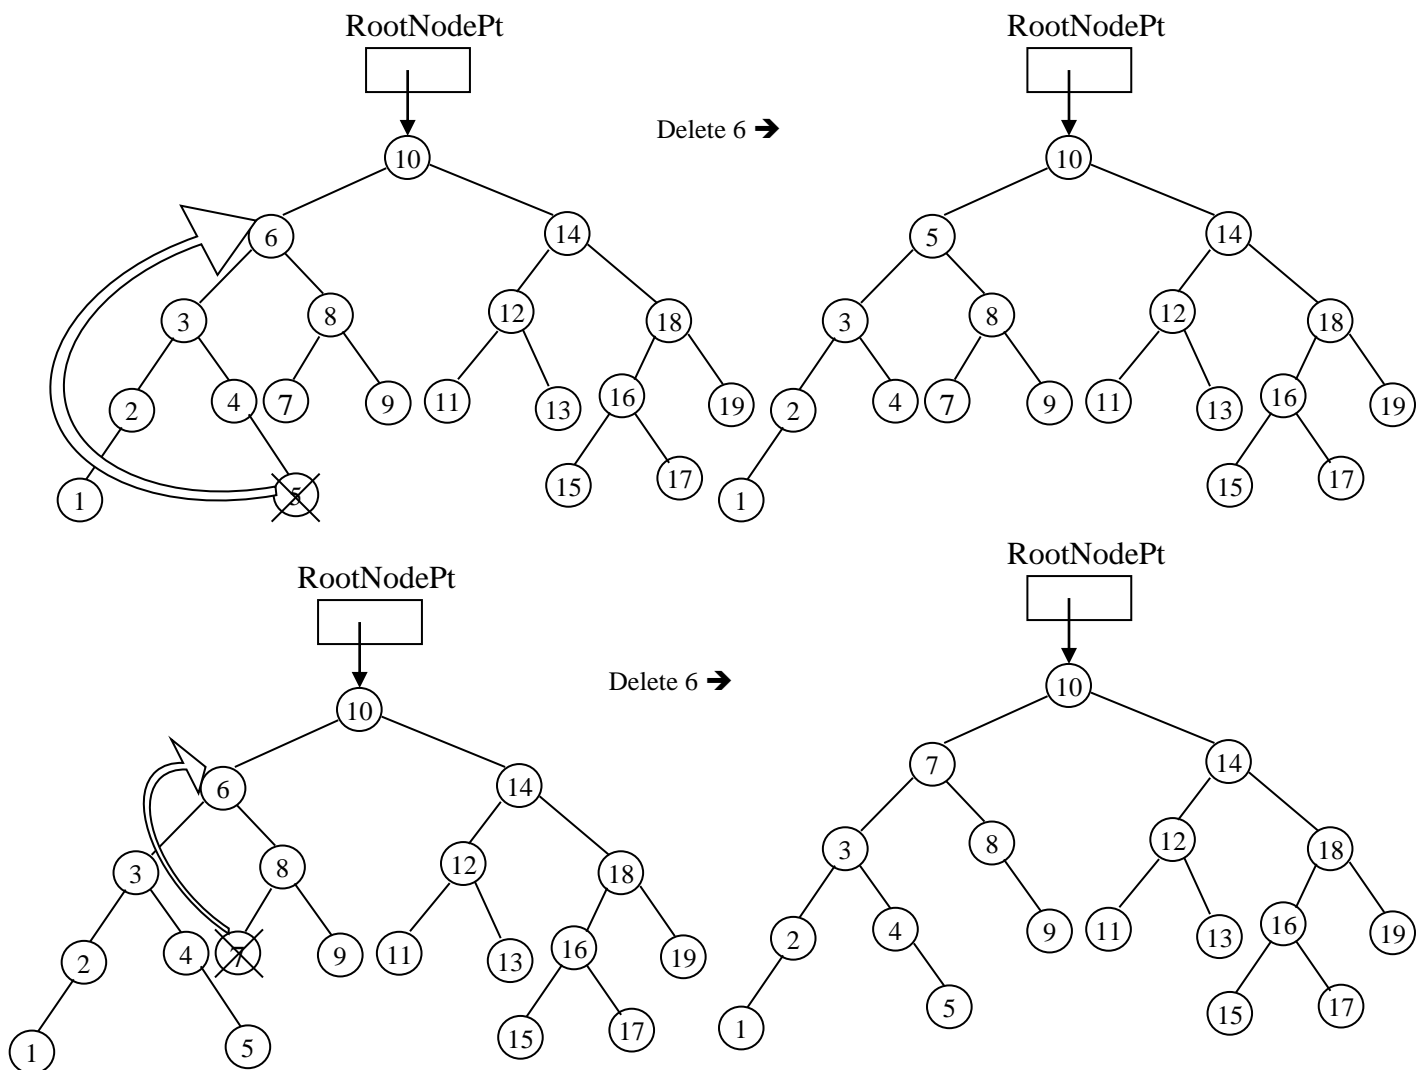 RootNodePt RootNodePt
Delete 6 ➔
10 10
6 14 5 14
3 8 12 18 3 8 12 18
2 4 7 9 11 13 16 19 2 4 7 9 11 13 16 19
1 5 15 17 1 15 17
RootNodePt
RootNodePt
Delete 6 ➔
10 10
6 14 7 14
3 8 12 18 3 8 12 18
2 4 7 9 11 13 16 19 2 4 9 11 13 16 19
1 5 15 17 1 5 15 17